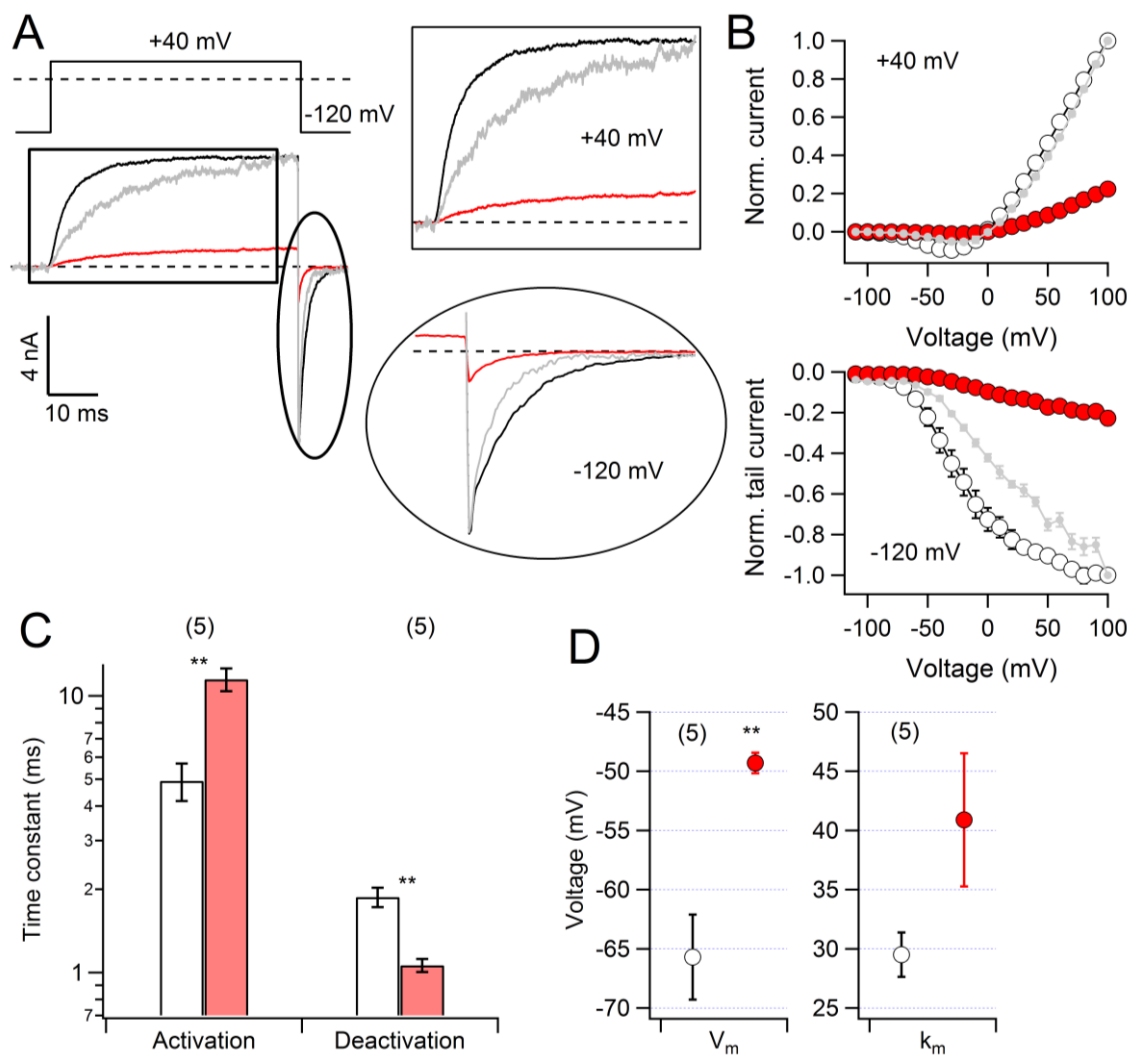 A
+40 mV
-120 mV
4 nA
10 ms
+40 mV
-120 mV
B
Norm. current
1.0
0.8
0.6
0.4
0.2
0.0
+40 mV
-100 -50 0 50 100
Voltage (mV)
Norm. tail current
0.0
-0.2
-0.4
-0.6
-0.8
-1.0
-120 mV
-100 -50 0 50 100
Voltage (mV)
C
(5) (5)
Time constant (ms)
10
7
6
5
4
3
2
1
8
7
** **
Activation Deactivation
D
Voltage (mV)
-45
-50
-55
-60
-65
-70
(5) **
Vm
50
45
40
35
30
25
(5)
km